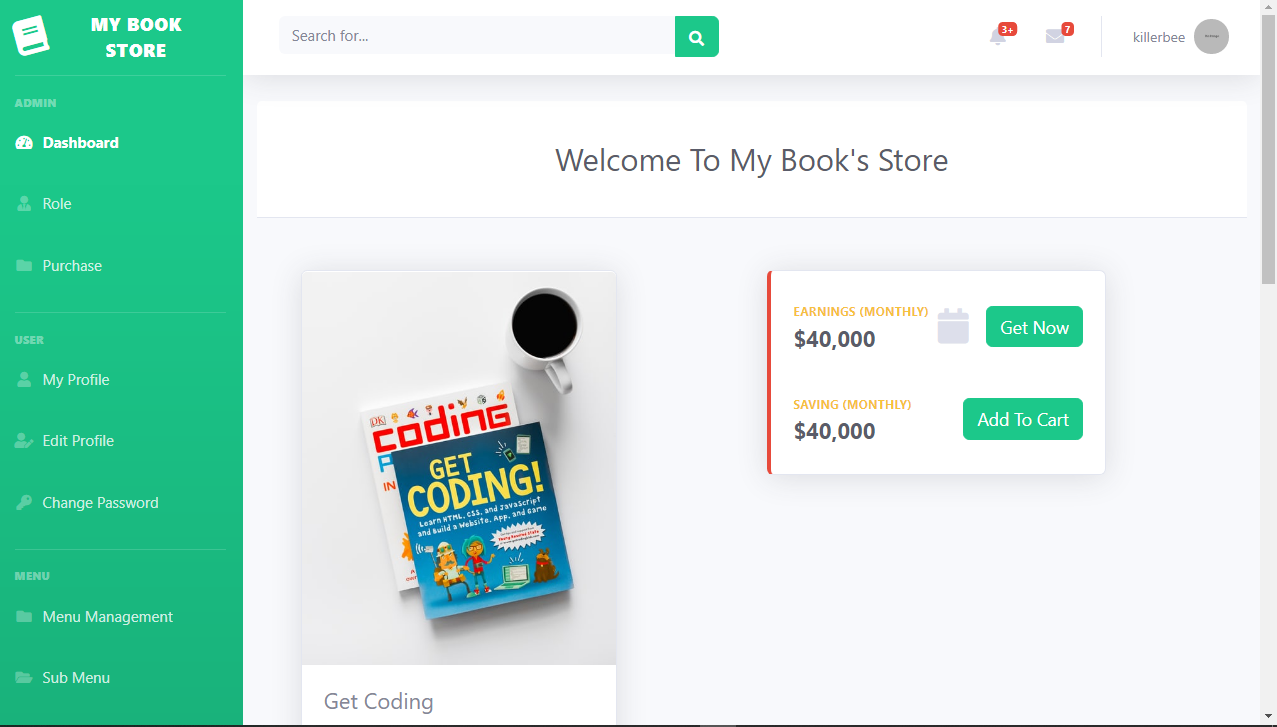 MY BOOK
STORE
Search for...
3+
7
killerbee
ADMIN
Dashboard
Role
Purchase
USER
My Profile
Edit Profile
Change Password
MENU
Menu Management
Sub Menu
Welcome To My Book's Store
DK
coding
GET
CODING!
Learn HTML, CSS, and JavaScript
and Build a Website, App, and Game
Get Coding
EARNINGS (MONTHLY)
$40,000
Get Now
SAVING (MONTHLY)
$40,000
Add To Cart